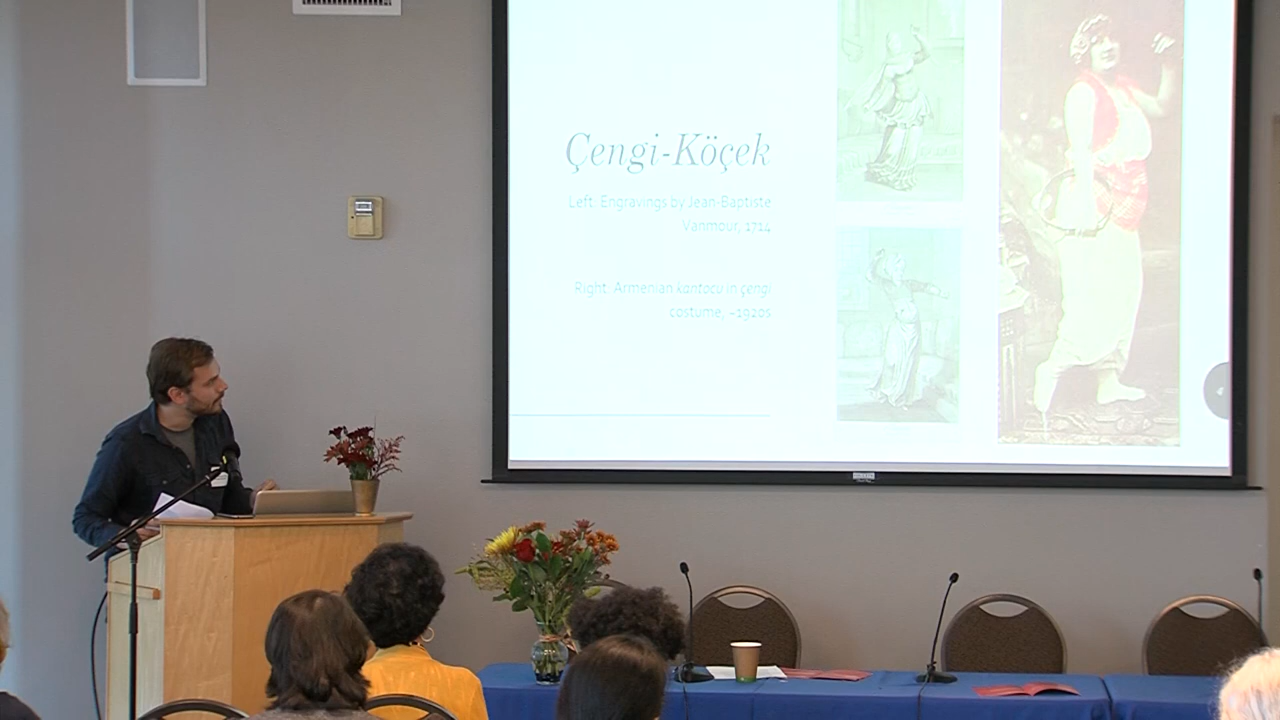 Çengi-Köçek
Left: Engravings by Jean-Baptiste
Vanmour, 1714
Right: Armenian kantocu in çengi
costume, ~1920s